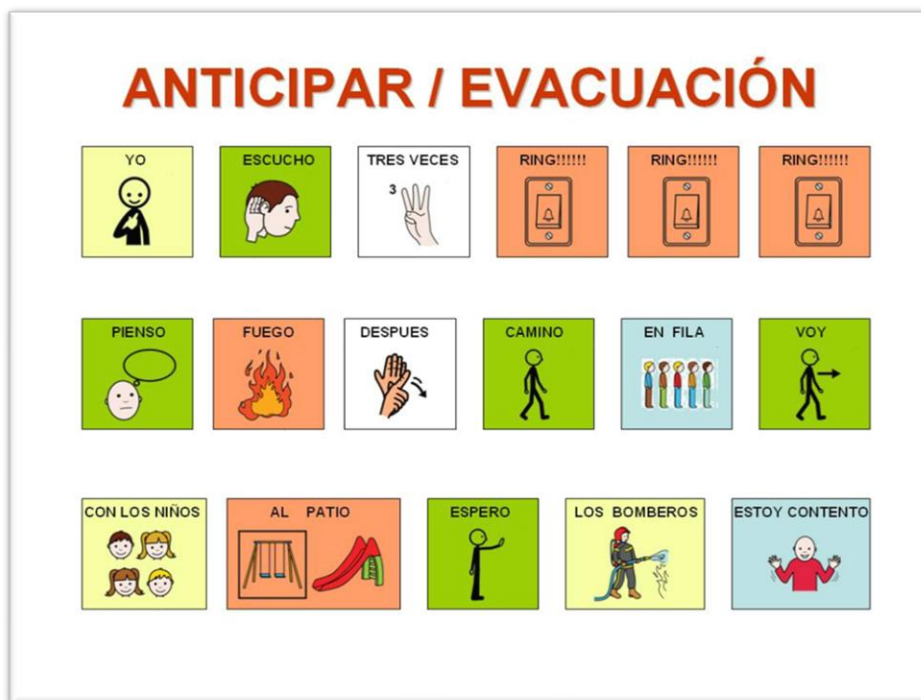 ANTICIPAR / EVACUACIÓN
YO ESCUCHO TRES VECES RING!!!!!! RING!!!!!! RING!!!!!!
3
PIENSO FUEGO DESPUES CAMINO EN FILA VOY
CON LOS NIÑOS AL PATIO ESPERO LOS BOMBEROS ESTOY CONTENTO